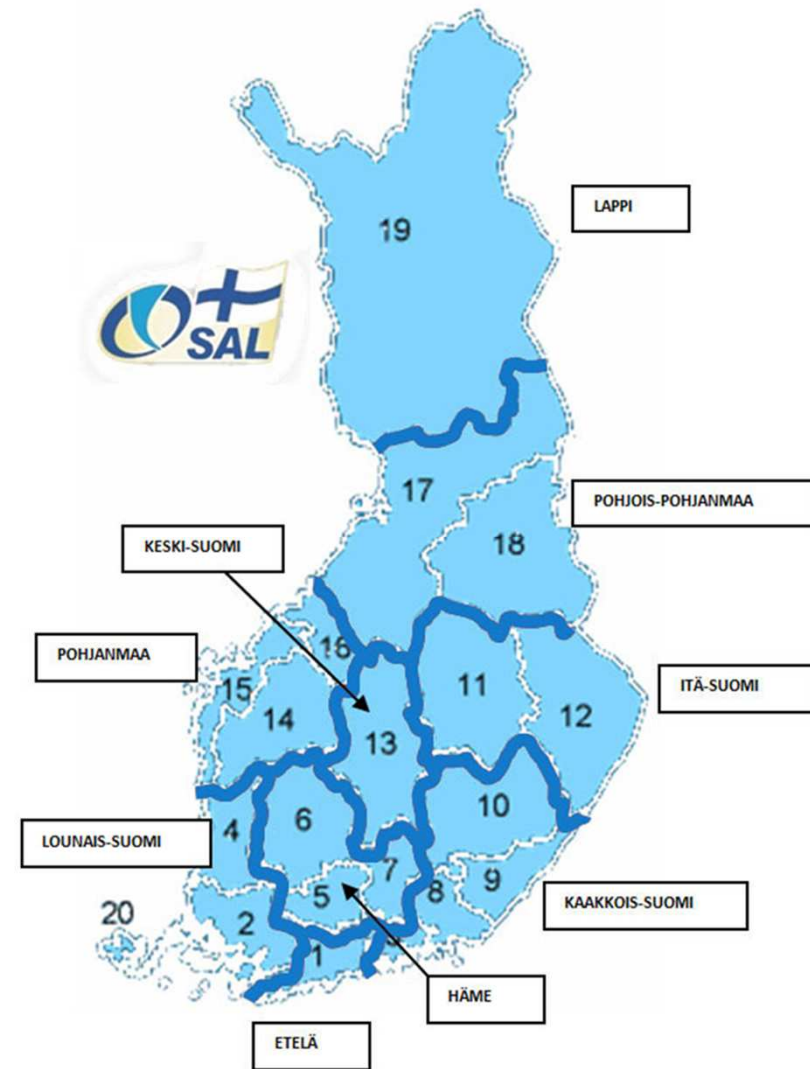 19
LAPPI
SAL
17
POHJOIS-POHJANMAA
18
KESKI-SUOMI
16
POHJANMAA
15
11
ITÄ-SUOMI
14
12
13
10
6
4
LOUNAIS-SUOMI
7
9
5
8
KAAKKOIS-SUOMI
20
2
3
1
HÄME
ETELÄ